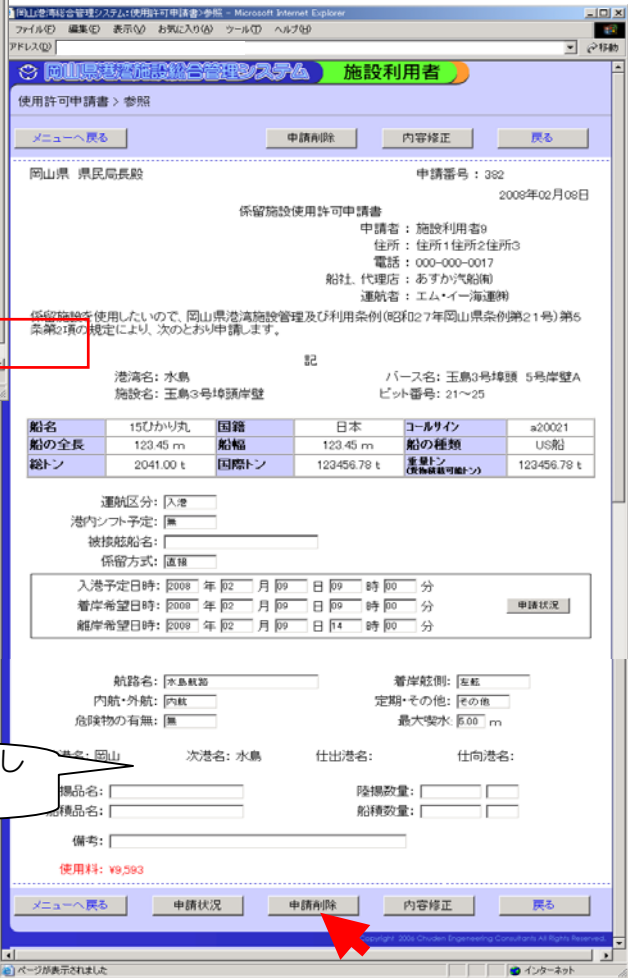 岡山港湾総合管理システム:使用許可申請書>参照 - Microsoft Internet Explorer
ファイル(F) 編集(E) 表示(V) お気に入り(A) ツール(T) ヘルプ(H)
アドレス(D) 移動
岡山県港湾施設総合管理システム 施設利用者
使用許可申請書 > 参照
メニューへ戻る 申請削除 内容修正 戻る
岡山県 県民局長殿 申請番号 : 382
2008年02月08日
係留施設使用許可申請書
申請者 : 施設利用者9
住所 : 住所1住所2住所3
電話 : 000-000-0017
船社、代理店 : あすか汽船㈲
運航者 : エム・イー海運㈱
係留施設を使用したいので、岡山県港湾施設管理及び利用条例(昭和27年岡山県条例第21号)第5
条第2項の規定により、次のとおり申請します。
記
港湾名: 水島 バース名: 玉島3号埠頭 5号岸壁A
施設名: 玉島3号埠頭岸壁 ビット番号: 21~25
船名 15ひかり丸 国籍 日本 コールサイン a20021
船の全長 123.45 m 船幅 123.45 m 船の種類 US船
総トン 2041.00 t 国際トン 123456.78 t 重量トン(貨物積載可能トン) 123456.78 t
運航区分: 入港
港内シフト予定: 無
被接舷船名:
係留方式: 直接
入港予定日時: 2008 年 02 月 09 日 09 時 00 分
着岸希望日時: 2008 年 02 月 09 日 09 時 00 分 申請状況
離岸希望日時: 2008 年 02 月 09 日 14 時 00 分
航路名: 水島航路 着岸舷側: 左舷
内航・外航: 内航 定期・その他: その他
危険物の有無: 無 最大喫水: 6.00 m
し
港名: 岡山 次港名: 水島 仕出港名: 仕向港名:
揚品名: 陸揚数量:
船積品名: 船積数量:
備考:
使用料: ¥9,593
メニューへ戻る 申請状況 申請削除 内容修正 戻る
Copyright 2006 Chuden Engeneering Consultants All Rights Reserved.
ページが表示されました インターネット